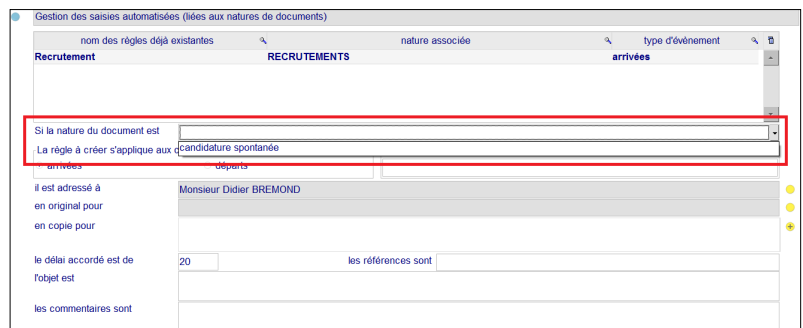 Gestion des saisies automatisées (liées aux natures de documents)
nom des règles déjà existantes nature associée type d'événement
Recrutement RECRUTEMENTS arrivées
Si la nature du document est
candidature spontanée
La règle à créer s'applique aux
arrivées départs
il est adressé à Monsieur Didier BREMOND
en original pour
en copie pour
le délai accordé est de 20 les références sont
l'objet est
les commentaires sont